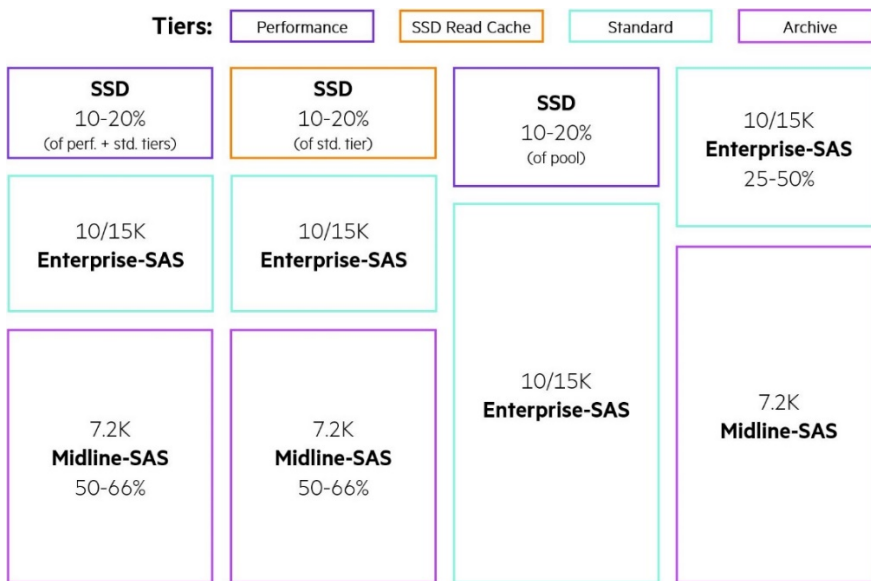 Tiers:
Performance
SSD Read Cache
Standard
Archive
SSD
10-20%
(of perf. + std. tiers)
10/15K
Enterprise-SAS
7.2K
Midline-SAS
50-66%
SSD
10-20%
(of std. tier)
10/15K
Enterprise-SAS
7.2K
Midline-SAS
50-66%
SSD
10-20%
(of pool)
10/15K
Enterprise-SAS
10/15K
Enterprise-SAS
25-50%
7.2K
Midline-SAS